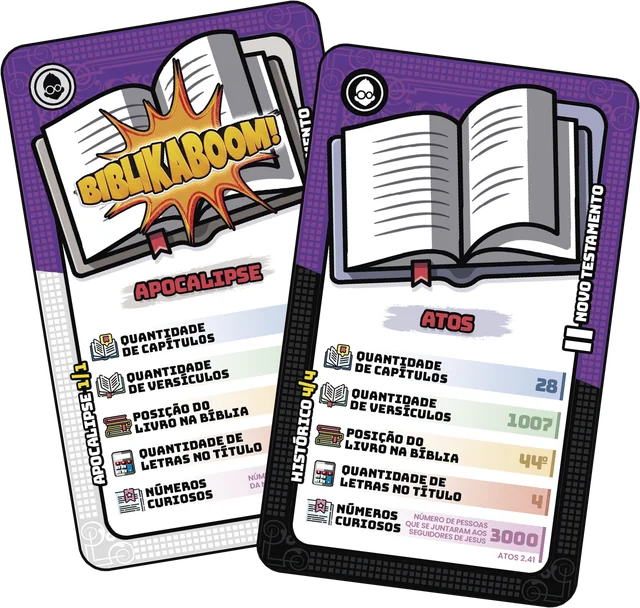 BIBLIKABOOM!
APOCALIPSE
QUANTIDADE
DE CAPÍTULOS
QUANTIDADE
DE VERSÍCULOS
POSIÇÃO DO
LIVRO NA BÍBLIA
QUANTIDADE DE
LETRAS NO TÍTULO
NÚMEROS
CURIOSOS
APOCALIPSE 1/1
NOVO TESTAMENTO
ATOS
QUANTIDADE
DE CAPÍTULOS
28
QUANTIDADE
DE VERSÍCULOS
1007
POSIÇÃO DO
LIVRO NA BÍBLIA
44º
QUANTIDADE DE
LETRAS NO TÍTULO
4
NÚMEROS
CURIOSOS
NÚMERO DE PESSOAS
QUE SE JUNTARAM AOS
SEGUIDORES DE JESUS
3000
ATOS 2.41
HISTÓRICO 4/4